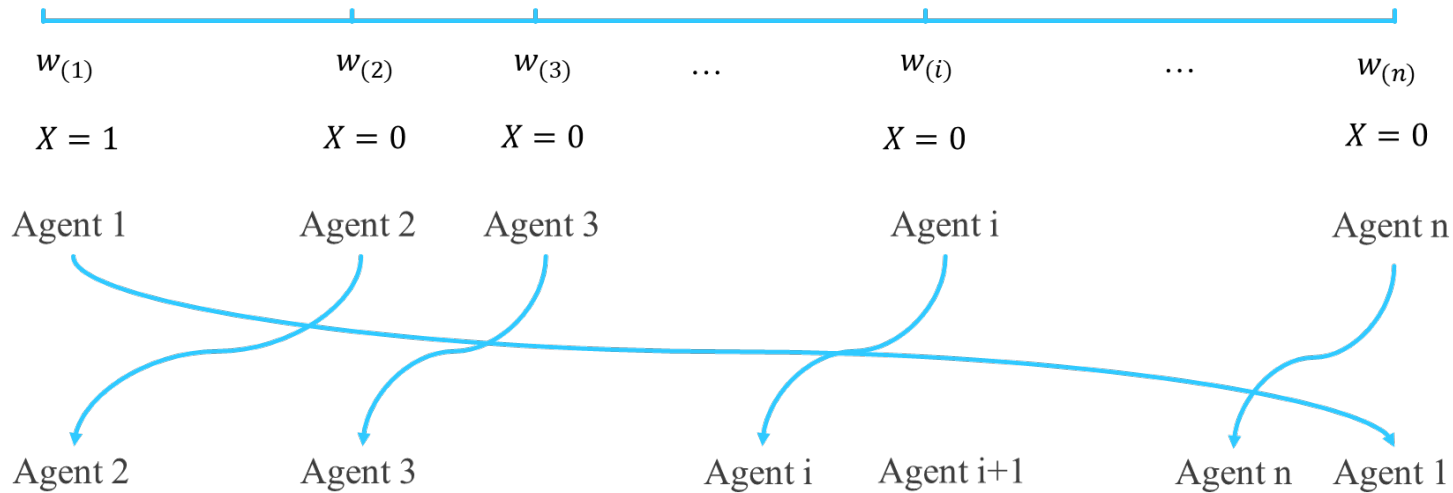 w(1) w(2) w(3) … w(i) … w(n)
X = 1 X = 0 X = 0 X = 0 X = 0
Agent 1 Agent 2 Agent 3 Agent i Agent n
Agent 2 Agent 3 Agent i Agent i+1 Agent n Agent 1